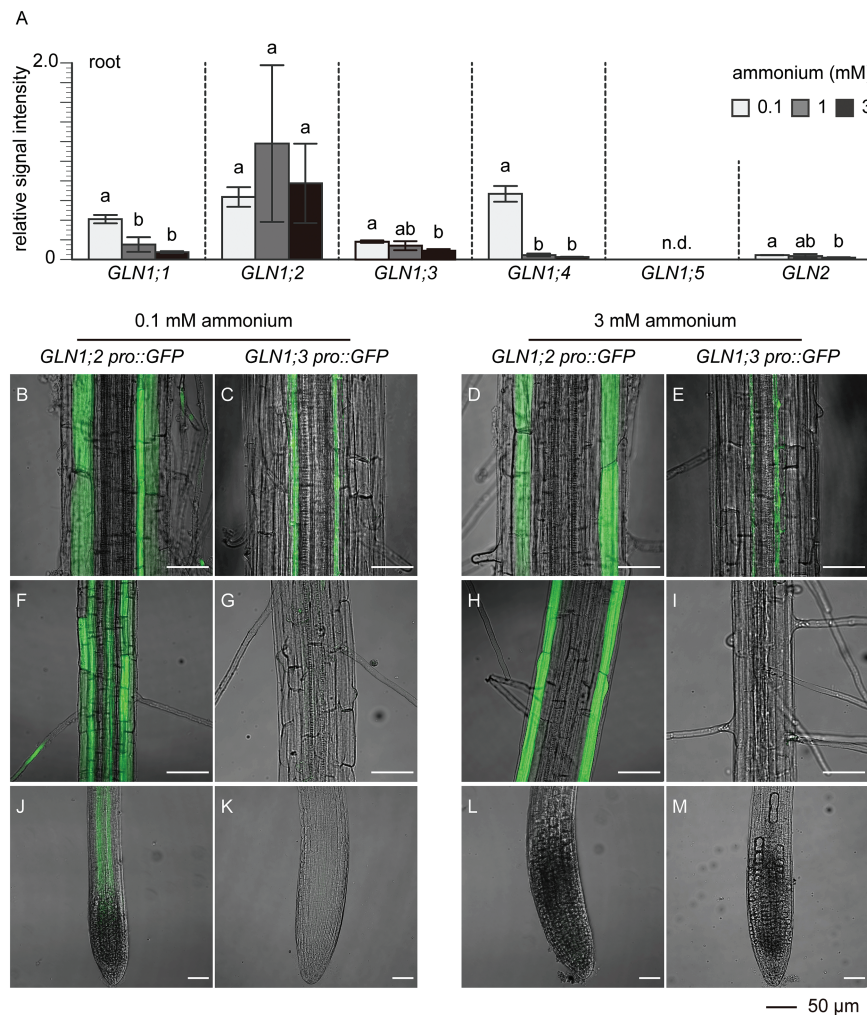 A
relative signal intensity
2.0
0
root
a
b
b
a
a
a
a
ab
b
a
b
b
n.d.
a
ab
b
ammonium (mM
0.1 1 3
GLN1;1 GLN1;2 GLN1;3 GLN1;4 GLN1;5 GLN2
0.1 mM ammonium 3 mM ammonium
GLN1;2 pro::GFP GLN1;3 pro::GFP GLN1;2 pro::GFP GLN1;3 pro::GFP
B C D E
F G H I
J K L M
50 µm